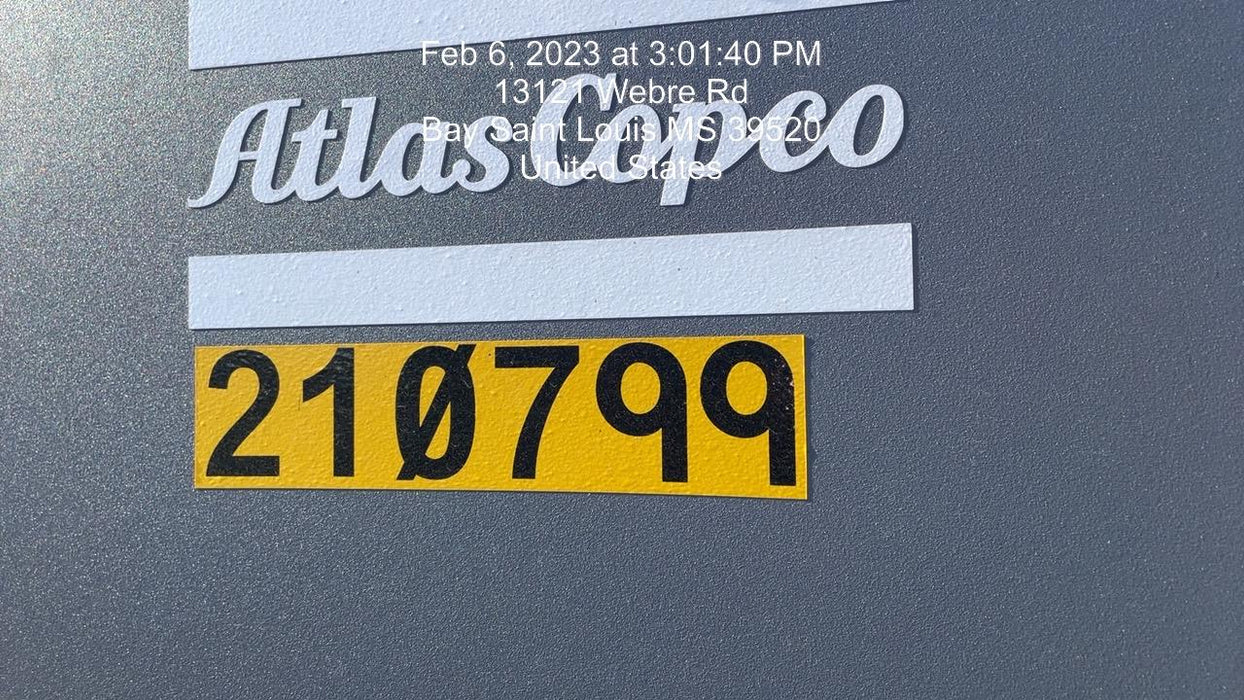 Feb 6, 2023 at 3:01:40 PM
13121 Webre Rd
Bay Saint Louis MS 39520
United States
Atlas Copco
210799